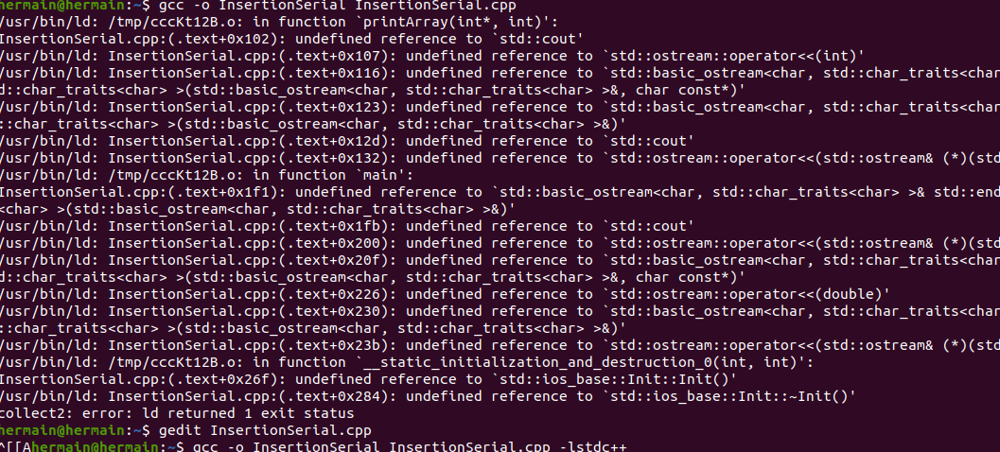 hermain@hermain:~$ gcc -o InsertionSerial InsertionSerial.cpp
/usr/bin/ld: /tmp/cccKt12B.o: in function `printArray(int*, int)':
InsertionSerial.cpp:(.text+0x102): undefined reference to `std::cout'
/usr/bin/ld: InsertionSerial.cpp:(.text+0x107): undefined reference to `std::ostream::operator<<(int)'
/usr/bin/ld: InsertionSerial.cpp:(.text+0x116): undefined reference to `std::basic_ostream<char, std::char_traits<char
d::char_traits<char> >(std::basic_ostream<char, std::char_traits<char> >&, char const*)'
/usr/bin/ld: InsertionSerial.cpp:(.text+0x123): undefined reference to `std::basic_ostream<char, std::char_traits<char
::char_traits<char> >(std::basic_ostream<char, std::char_traits<char> >&)'
/usr/bin/ld: InsertionSerial.cpp:(.text+0x12d): undefined reference to `std::cout'
/usr/bin/ld: InsertionSerial.cpp:(.text+0x132): undefined reference to `std::ostream::operator<<(std::ostream& (*)(std
/usr/bin/ld: /tmp/cccKt12B.o: in function `main':
InsertionSerial.cpp:(.text+0x1f1): undefined reference to `std::basic_ostream<char, std::char_traits<char> >& std::end
<char> >(std::basic_ostream<char, std::char_traits<char> >&)'
/usr/bin/ld: InsertionSerial.cpp:(.text+0x1fb): undefined reference to `std::cout'
/usr/bin/ld: InsertionSerial.cpp:(.text+0x200): undefined reference to `std::ostream::operator<<(std::ostream& (*)(std
/usr/bin/ld: InsertionSerial.cpp:(.text+0x20f): undefined reference to `std::basic_ostream<char, std::char_traits<char
d::char_traits<char> >(std::basic_ostream<char, std::char_traits<char> >&, char const*)'
/usr/bin/ld: InsertionSerial.cpp:(.text+0x226): undefined reference to `std::ostream::operator<<(double)'
/usr/bin/ld: InsertionSerial.cpp:(.text+0x230): undefined reference to `std::basic_ostream<char, std::char_traits<char
::char_traits<char> >(std::basic_ostream<char, std::char_traits<char> >&)'
/usr/bin/ld: InsertionSerial.cpp:(.text+0x23b): undefined reference to `std::ostream::operator<<(std::ostream& (*)(std
/usr/bin/ld: /tmp/cccKt12B.o: in function `__static_initialization_and_destruction_0(int, int)':
InsertionSerial.cpp:(.text+0x26f): undefined reference to `std::ios_base::Init::Init()'
/usr/bin/ld: InsertionSerial.cpp:(.text+0x284): undefined reference to `std::ios_base::Init::~Init()'
collect2: error: ld returned 1 exit status
hermain@hermain:~$ gedit InsertionSerial.cpp
^[[Ahermain@hermain:~$ gcc -o InsertionSerial InsertionSerial.cpp -lstdc++